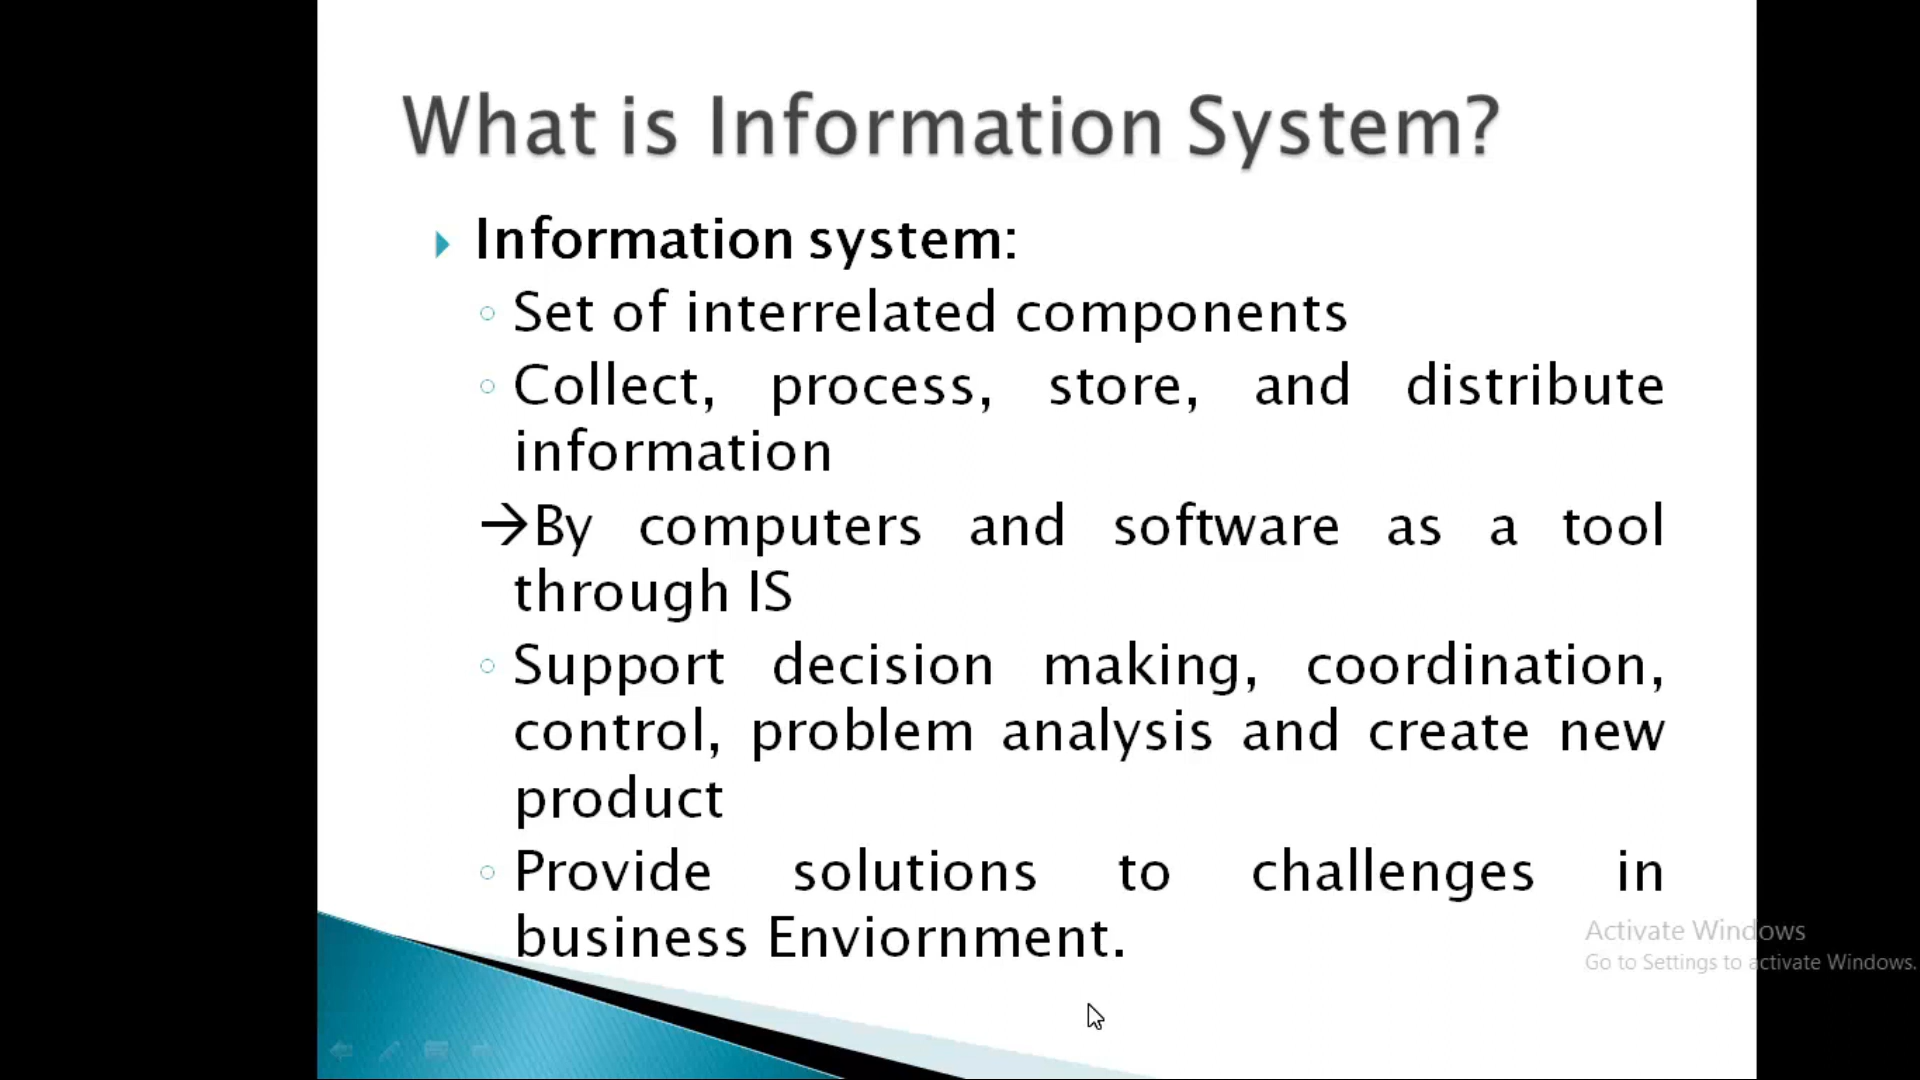 What is Information System?
Information system:
Set of interrelated components
Collect, process, store, and distribute
information
→By computers and software as a tool
through IS
Support decision making, coordination,
control, problem analysis and create new
product
Provide solutions to challenges in
business Enviornment.
Activate Windows
Go to Settings to activate Windows.